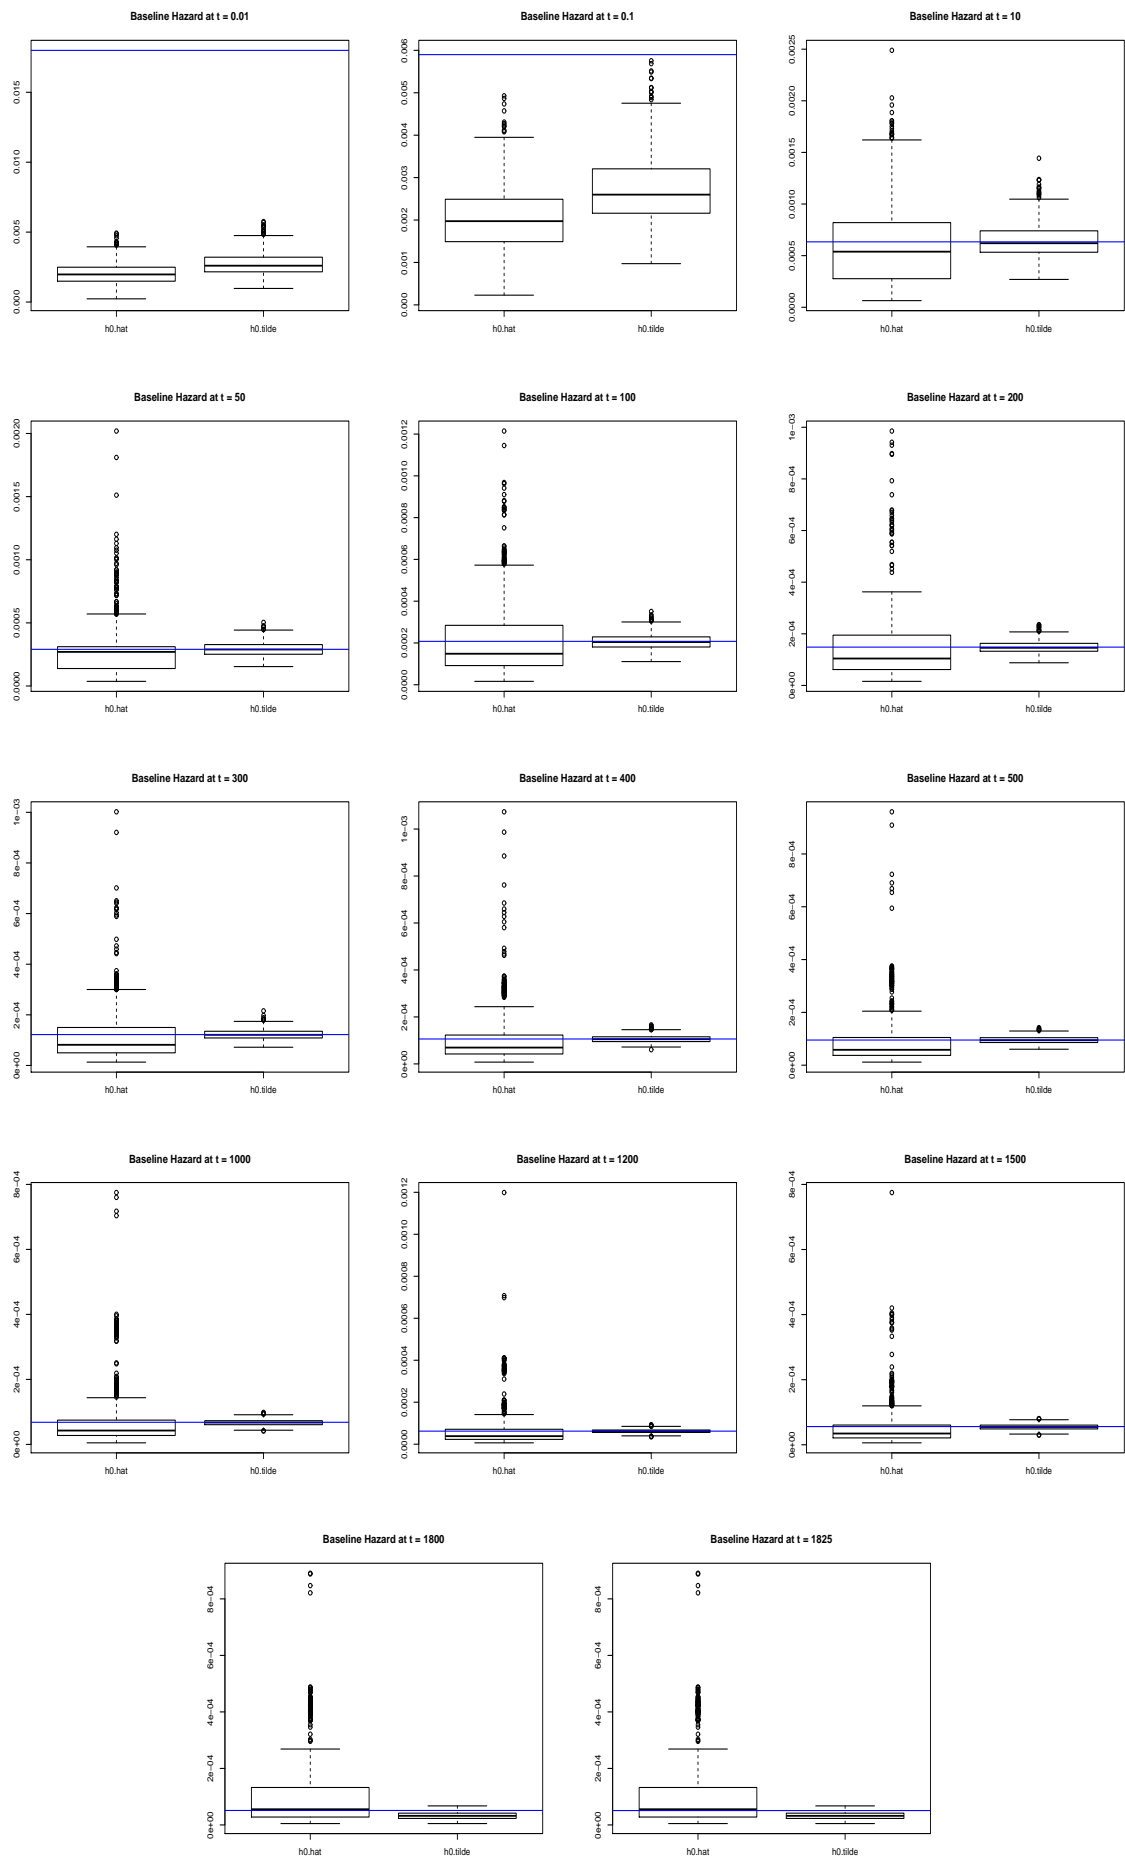 Baseline Hazard at t = 0.01
0.000 0.005 0.010 0.015
h0.hat h0.tilde
Baseline Hazard at t = 0.1
0.000 0.001 0.002 0.003 0.004 0.005 0.006
h0.hat h0.tilde
Baseline Hazard at t = 10
0.0000 0.0005 0.0010 0.0015 0.0020 0.0025
h0.hat h0.tilde
Baseline Hazard at t = 50
0.0000 0.0005 0.0010 0.0015 0.0020
h0.hat h0.tilde
Baseline Hazard at t = 100
0.0000 0.0002 0.0004 0.0006 0.0008 0.0010 0.0012
h0.hat h0.tilde
Baseline Hazard at t = 200
0e+00 2e−04 4e−04 6e−04 8e−04 1e−03
h0.hat h0.tilde
Baseline Hazard at t = 300
0e+00 2e−04 4e−04 6e−04 8e−04 1e−03
h0.hat h0.tilde
Baseline Hazard at t = 400
0e+00 2e−04 4e−04 6e−04 8e−04 1e−03
h0.hat h0.tilde
Baseline Hazard at t = 500
0e+00 2e−04 4e−04 6e−04 8e−04
h0.hat h0.tilde
Baseline Hazard at t = 1000
0e+00 2e−04 4e−04 6e−04 8e−04
h0.hat h0.tilde
Baseline Hazard at t = 1200
0.0000 0.0002 0.0004 0.0006 0.0008 0.0010 0.0012
h0.hat h0.tilde
Baseline Hazard at t = 1500
0e+00 2e−04 4e−04 6e−04 8e−04
h0.hat h0.tilde
Baseline Hazard at t = 1800
0e+00 2e−04 4e−04 6e−04 8e−04
h0.hat h0.tilde
Baseline Hazard at t = 1825
0e+00 2e−04 4e−04 6e−04 8e−04
h0.hat h0.tilde